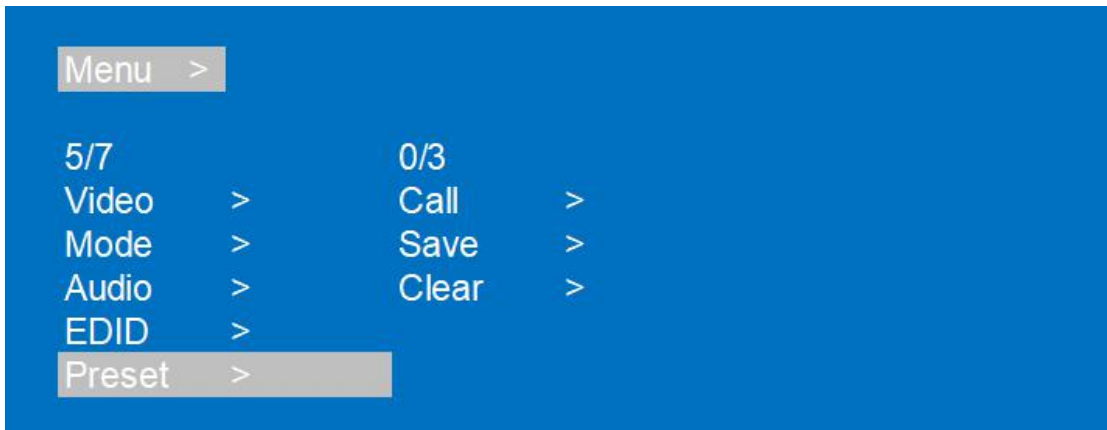 Menu >
5/7 0/3
Video > Call >
Mode > Save >
Audio > Clear >
EDID >
Preset >